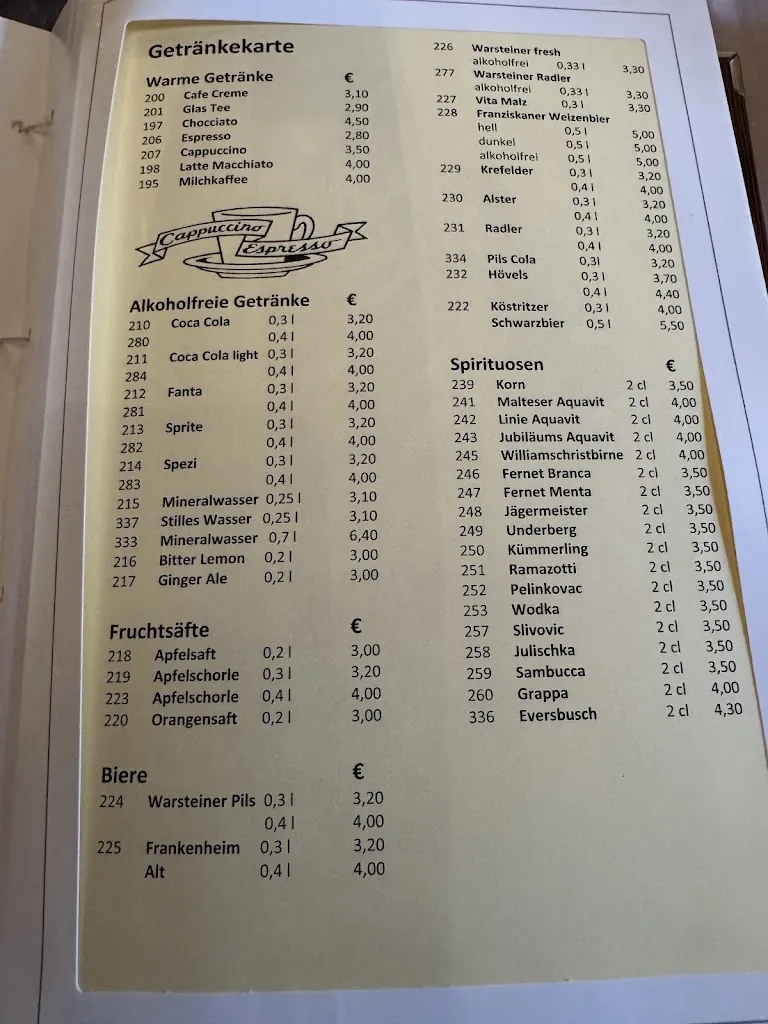 Getränkekarte
Warme Getränke €
200 Cafe Creme 3,10
201 Glas Tee 2,90
197 Chocciato 4,50
206 Espresso 2,80
207 Cappuccino 3,50
198 Latte Macchiato 4,00
195 Milchkaffee 4,00
Cappuccino
Espresso
Alkoholfreie Getränke €
210 Coca Cola 0,3 l 3,20
280 0,4 l 4,00
211 Coca Cola light 0,3 l 3,20
284 0,4 l 4,00
212 Fanta 0,3 l 3,20
281 0,4 l 4,00
213 Sprite 0,3 l 3,20
282 0,4 l 4,00
214 Spezi 0,3 l 3,20
283 0,4 l 4,00
215 Mineralwasser 0,25 l 3,10
337 Stilles Wasser 0,25 l 3,10
333 Mineralwasser 0,7 l 6,40
216 Bitter Lemon 0,2 l 3,00
217 Ginger Ale 0,2 l 3,00
Fruchtsäfte €
218 Apfelsaft 0,2 l 3,00
219 Apfelschorle 0,3 l 3,20
223 Apfelschorle 0,4 l 4,00
220 Orangensaft 0,2 l 3,00
Biere €
224 Warsteiner Pils 0,3 l 3,20
0,4 l 4,00
225 Frankenheim 0,3 l 3,20
Alt 0,4 l 4,00
226 Warsteiner fresh
alkoholfrei 0,33 l 3,30
277 Warsteiner Radler
alkoholfrei 0,33 l 3,30
227 Vita Malz 0,3 l 3,30
228 Franziskaner Weizenbier
hell 0,5 l 5,00
dunkel 0,5 l 5,00
alkoholfrei 0,5 l 5,00
229 Krefelder 0,3 l 3,20
0,4 l 4,00
230 Alster 0,3 l 3,20
0,4 l 4,00
231 Radler 0,3 l 3,20
0,4 l 4,00
334 Pils Cola 0,3l 3,20
232 Hövels 0,3 l 3,70
0,4 l 4,40
222 Köstritzer 0,3 l 4,00
Schwarzbier 0,5 l 5,50
Spirituosen €
239 Korn 2 cl 3,50
241 Malteser Aquavit 2 cl 4,00
242 Linie Aquavit 2 cl 4,00
243 Jubiläums Aquavit 2 cl 4,00
245 Williamschristbirne 2 cl 4,00
246 Fernet Branca 2 cl 3,50
247 Fernet Menta 2 cl 3,50
248 Jägermeister 2 cl 3,50
249 Underberg 2 cl 3,50
250 Kümmerling 2 cl 3,50
251 Ramazotti 2 cl 3,50
252 Pelinkovac 2 cl 3,50
253 Wodka 2 cl 3,50
257 Slivovic 2 cl 3,50
258 Julischka 2 cl 3,50
259 Sambucca 2 cl 3,50
260 Grappa 2 cl 4,00
336 Eversbusch 2 cl 4,30